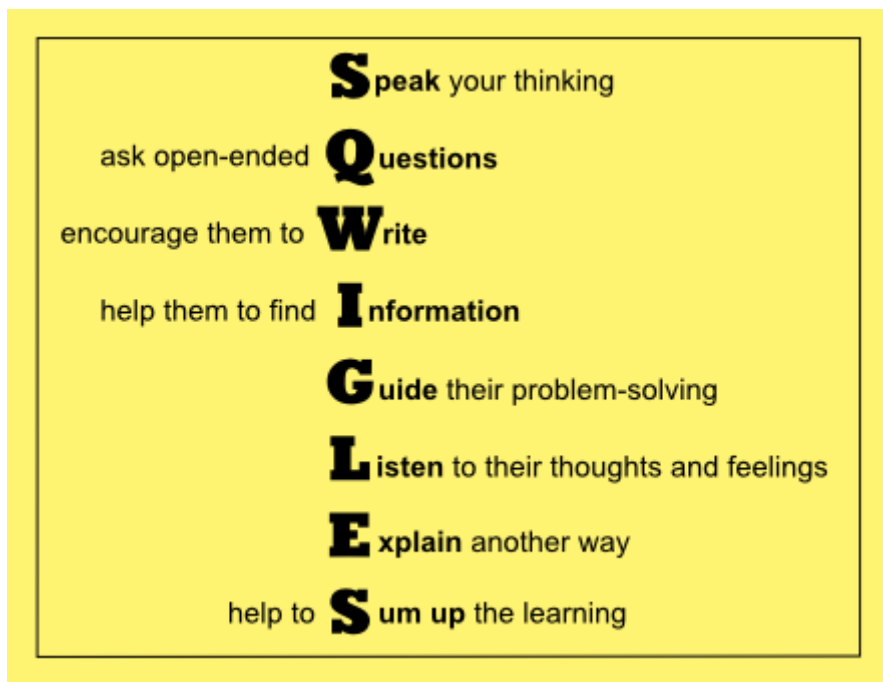 Speak your thinking
ask open-ended Questions
encourage them to Write
help them to find Information
Guide their problem-solving
Listen to their thoughts and feelings
Explain another way
help to Sum up the learning